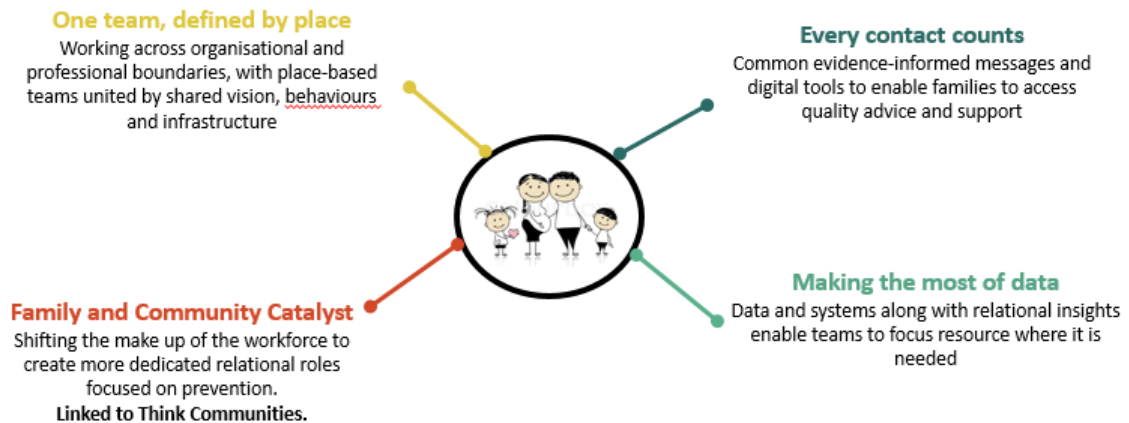 One team, defined by place
Working across organisational and
professional boundaries, with place-based
teams united by shared vision, behaviours
and infrastructure
Every contact counts
Common evidence-informed messages and
digital tools to enable families to access
quality advice and support
Family and Community Catalyst
Shifting the make up of the workforce to
create more dedicated relational roles
focused on prevention.
Linked to Think Communities.
Making the most of data
Data and systems along with relational insights
enable teams to focus resource where it is
needed